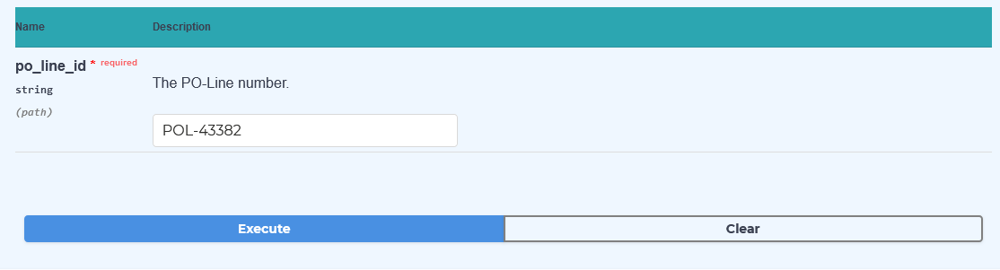 Name Description
po_line_id * required
string
(path)
The PO-Line number.
POL-43382
Execute Clear